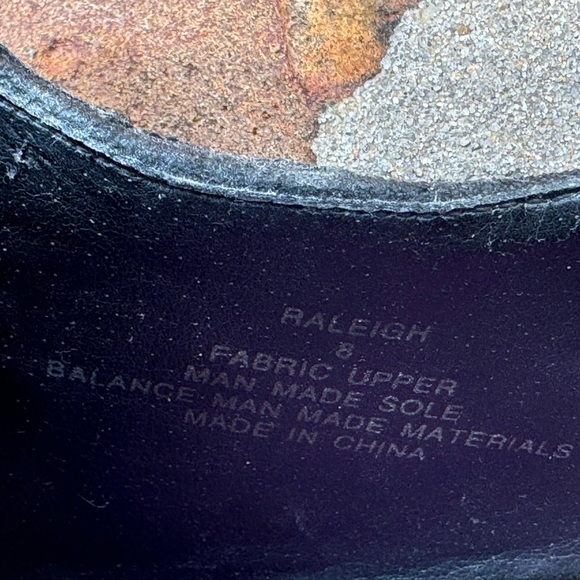 RALEIGH
8
FABRIC UPPER
MAN MADE SOLE
BALANCE MAN MADE MATERIALS
MADE IN CHINA